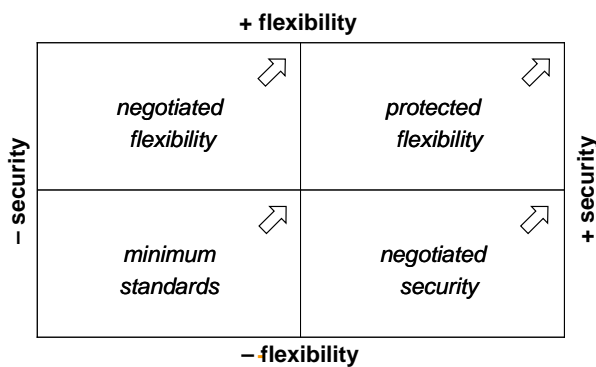 + flexibility
negotiated
flexibility
protected
flexibility
– security
+ security
minimum
standards
negotiated
security
– flexibility